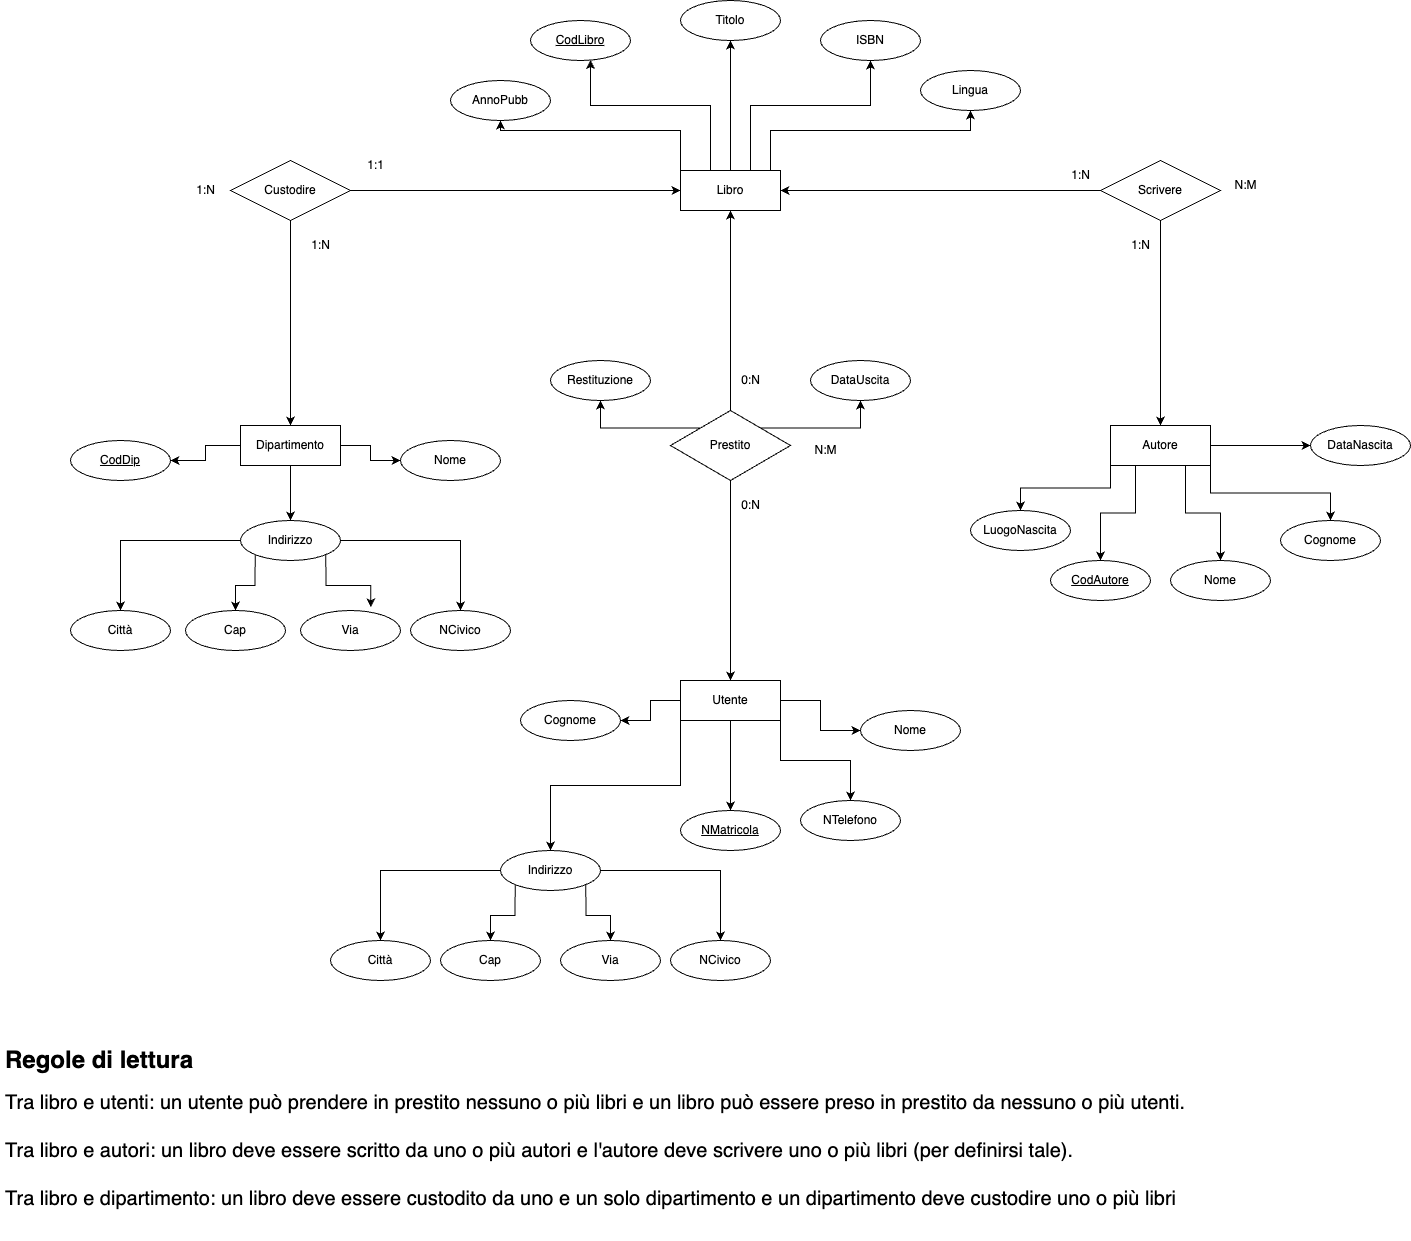 Titolo
CodLibro
ISBN
AnnoPubb
Lingua
1:1
1:N
Custodire
Libro
1:N
Scrivere
N:M
1:N
1:N
Restituzione
0:N
DataUscita
Dipartimento
Prestito
N:M
Autore
DataNascita
CodDip
Nome
0:N
LuogoNascita
Cognome
Indirizzo
CodAutore
Nome
Città
Cap
Via
NCivico
Utente
Cognome
Nome
NMatricola
NTelefono
Indirizzo
Città
Cap
Via
NCivico
Regole di lettura
Tra libro e utenti: un utente può prendere in prestito nessuno o più libri e un libro può essere preso in prestito da nessuno o più utenti.
Tra libro e autori: un libro deve essere scritto da uno o più autori e l'autore deve scrivere uno o più libri (per definirsi tale).
Tra libro e dipartimento: un libro deve essere custodito da uno e un solo dipartimento e un dipartimento deve custodire uno o più libri